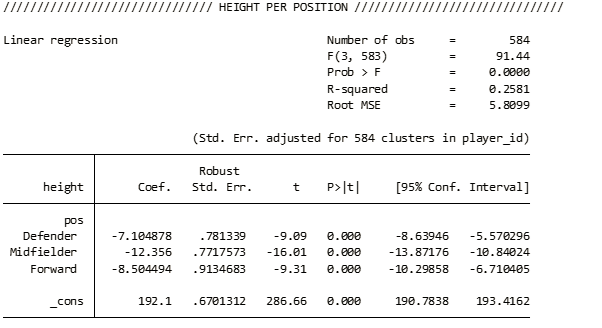 /////////////////////////////// HEIGHT PER POSITION ///////////////////////////////
Linear regression Number of obs = 584
F(3, 583) = 91.44
Prob > F = 0.0000
R-squared = 0.2581
Root MSE = 5.8099
(Std. Err. adjusted for 584 clusters in player_id)
Robust
height Coef. Std. Err. t P>|t| [95% Conf. Interval]
pos
Defender -7.104878 .781339 -9.09 0.000 -8.63946 -5.570296
Midfielder -12.356 .7717573 -16.01 0.000 -13.87176 -10.84024
Forward -8.504494 .9134683 -9.31 0.000 -10.29858 -6.710405
_cons 192.1 .6701312 286.66 0.000 190.7838 193.4162